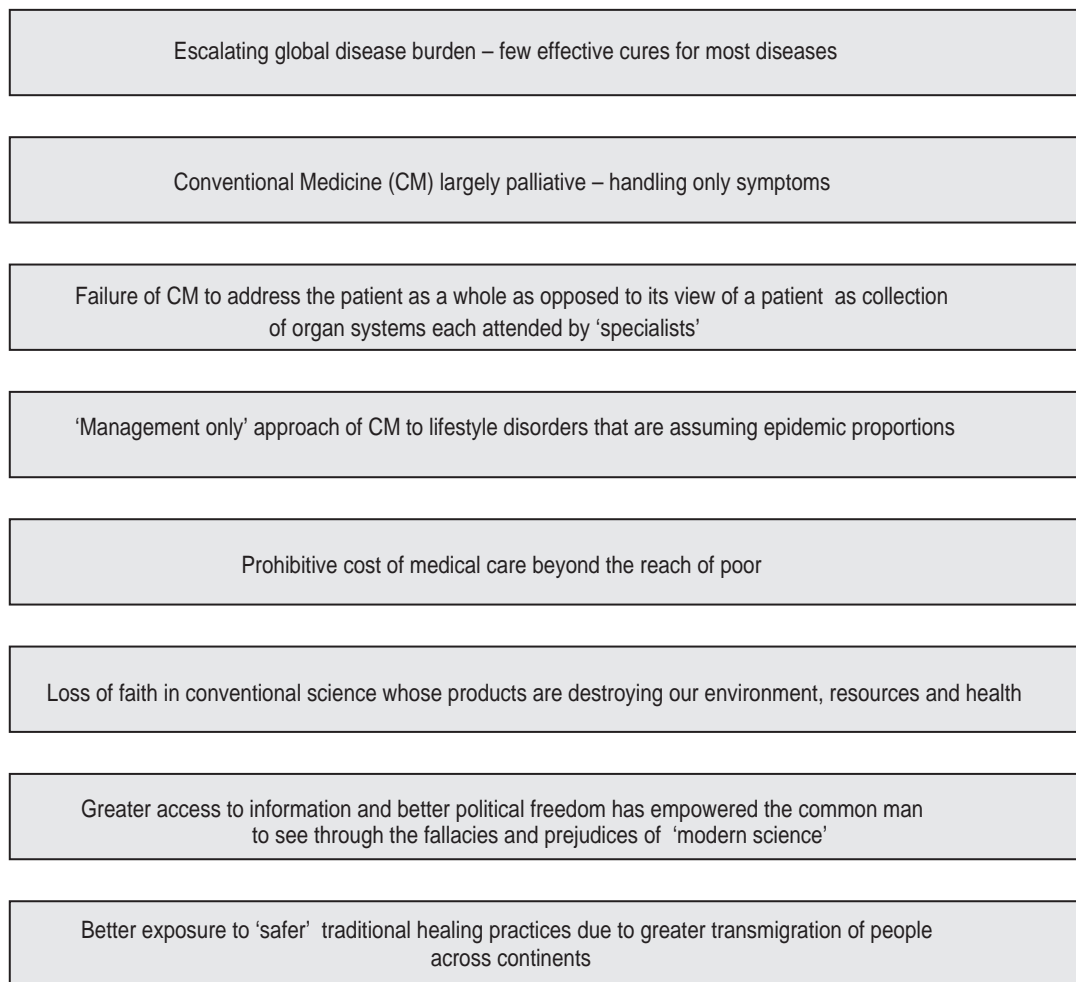 Escalating global disease burden – few effective cures for most diseases
Conventional Medicine (CM) largely palliative – handling only symptoms
Failure of CM to address the patient as a whole as opposed to its view of a patient as collection
of organ systems each attended by ‘specialists’
‘Management only’ approach of CM to lifestyle disorders that are assuming epidemic proportions
Prohibitive cost of medical care beyond the reach of poor
Loss of faith in conventional science whose products are destroying our environment, resources and health
Greater access to information and better political freedom has empowered the common man
to see through the fallacies and prejudices of ‘modern science’
Better exposure to ‘safer’ traditional healing practices due to greater transmigration of people
across continents